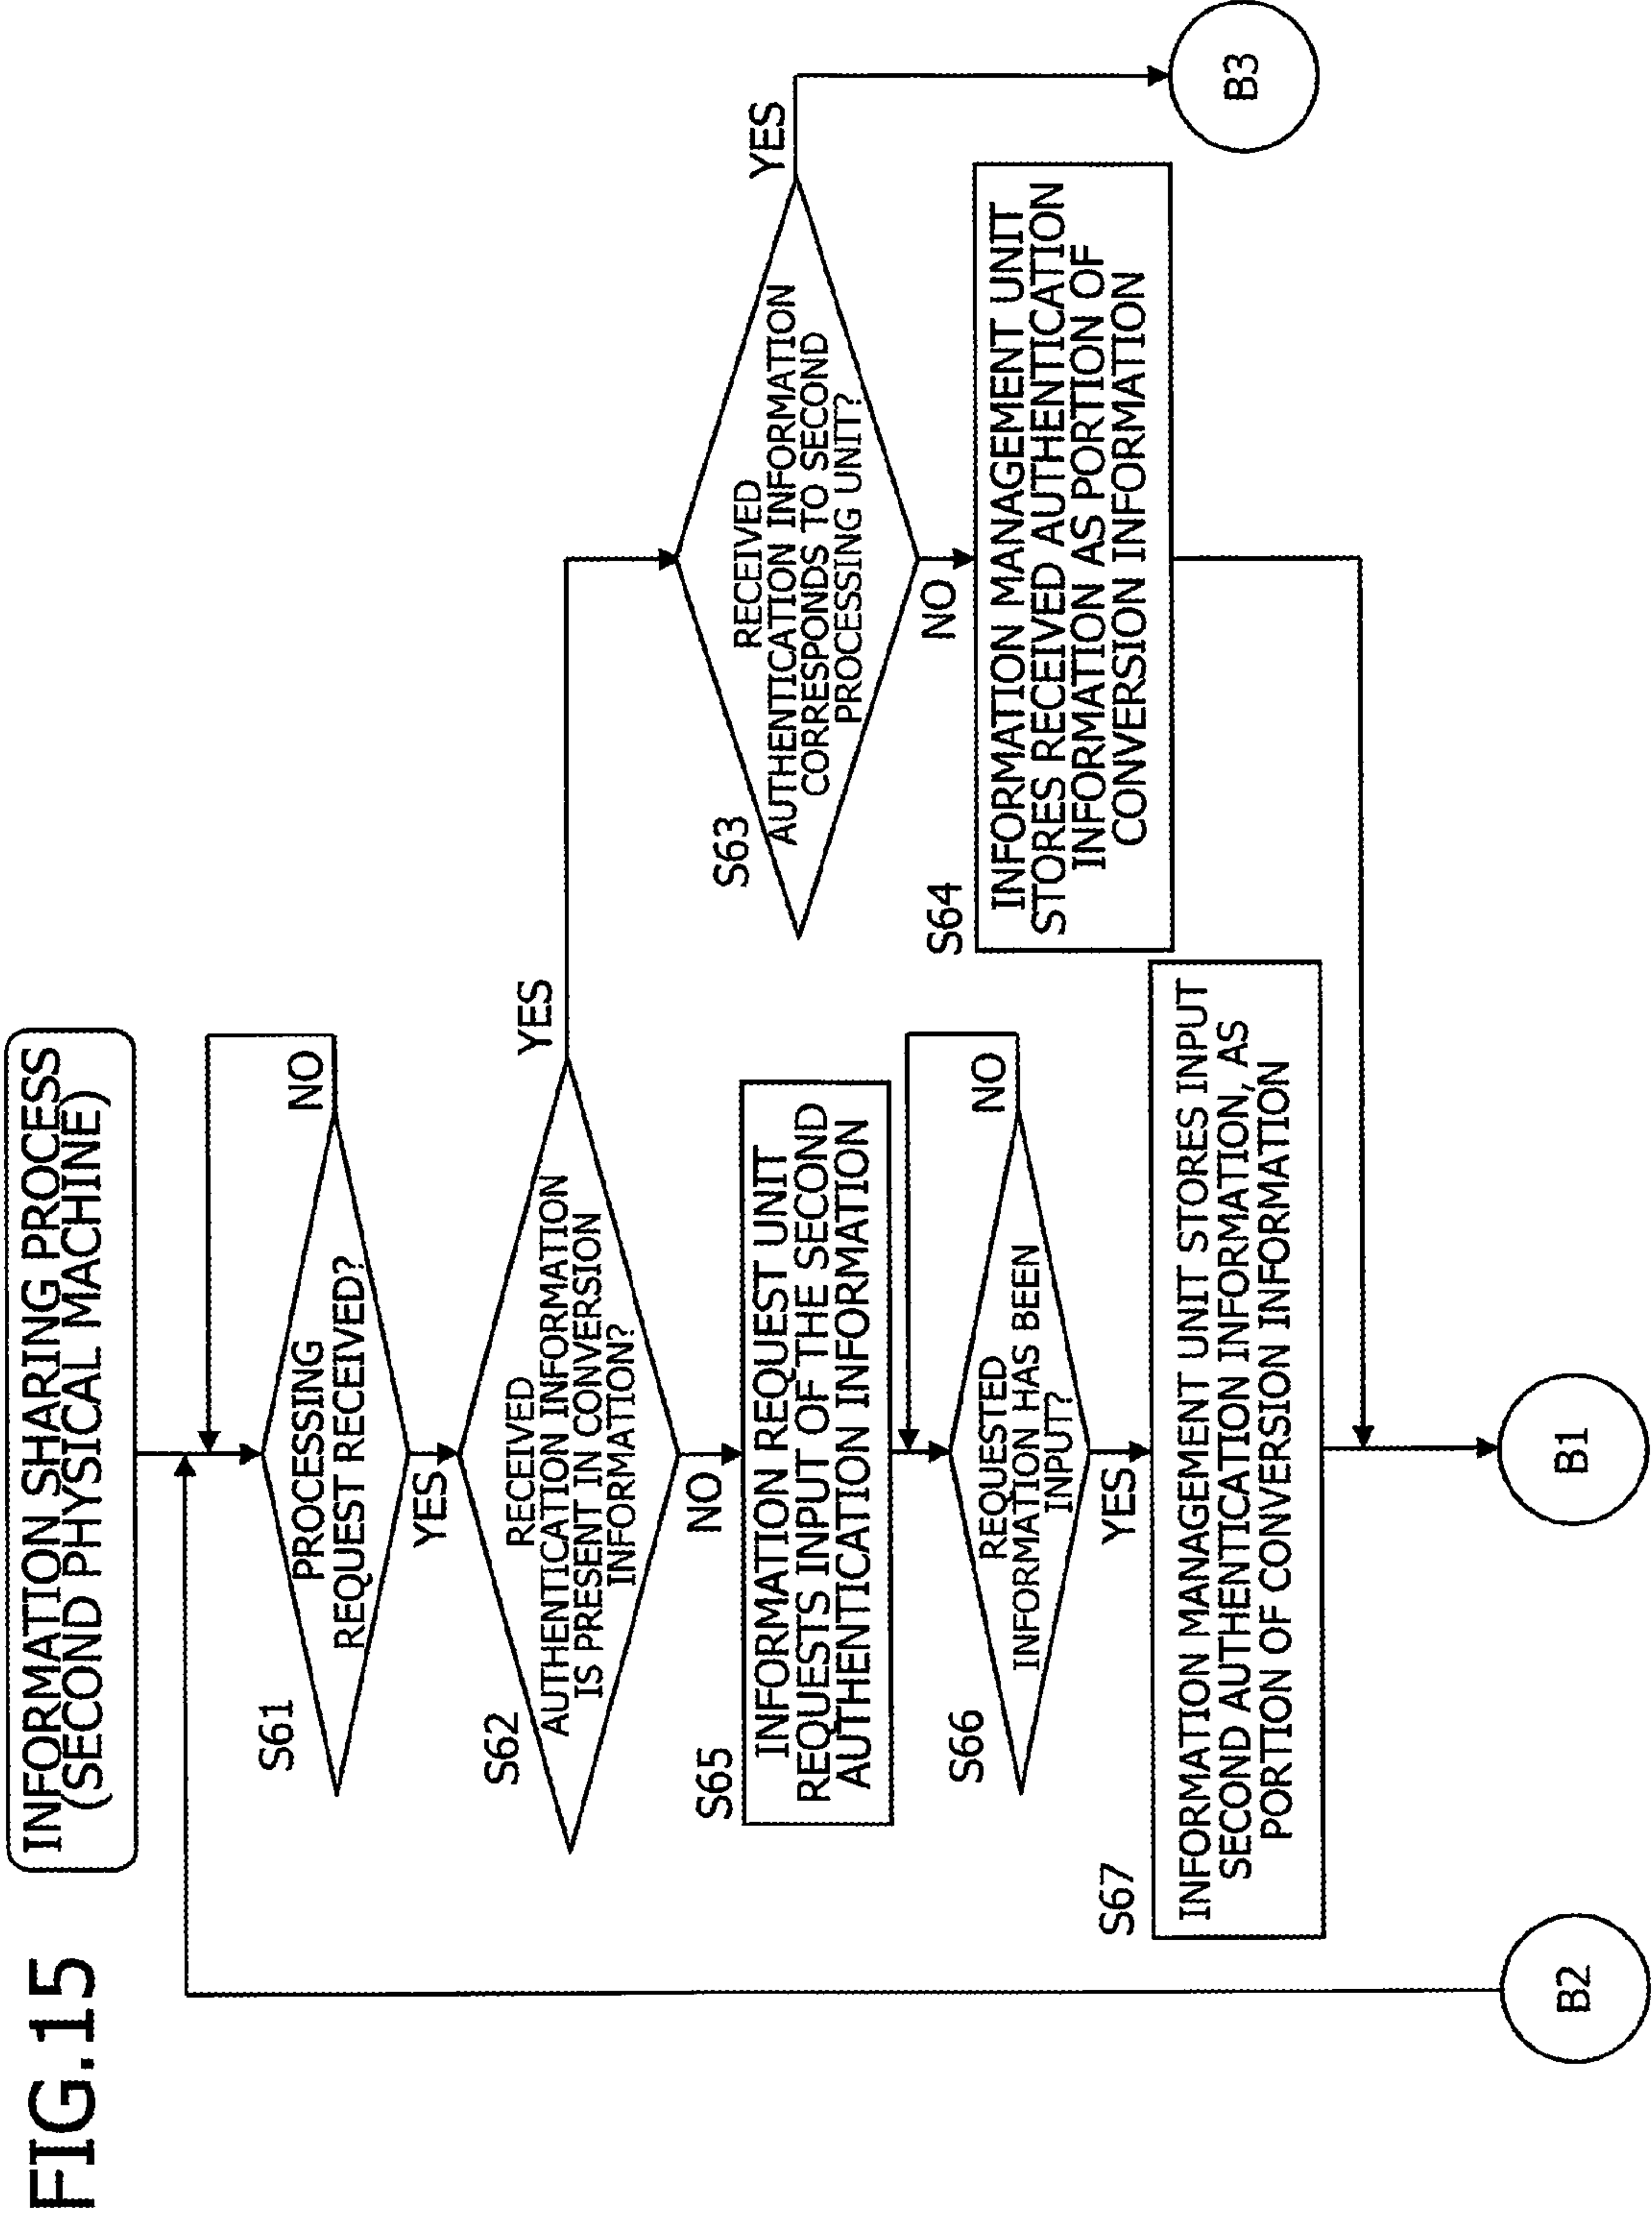 FIG.15
INFORMATION SHARING PROCESS
(SECOND PHYSICAL MACHINE)
S61
PROCESSING
REQUEST RECEIVED?
NO
YES
S62
RECEIVED
AUTHENTICATION INFORMATION
IS PRESENT IN CONVERSION
INFORMATION?
YES
NO
S63
RECEIVED
AUTHENTICATION INFORMATION
CORRESPONDS TO SECOND
PROCESSING UNIT?
YES
NO
S64
INFORMATION MANAGEMENT UNIT
STORES RECEIVED AUTHENTICATION
INFORMATION AS PORTION OF
CONVERSION INFORMATION
S65
INFORMATION REQUEST UNIT
REQUESTS INPUT OF THE SECOND
AUTHENTICATION INFORMATION
S66
REQUESTED
INFORMATION HAS BEEN
INPUT?
NO
YES
S67
INFORMATION MANAGEMENT UNIT STORES INPUT
SECOND AUTHENTICATION INFORMATION, AS
PORTION OF CONVERSION INFORMATION
B2
B1
B3